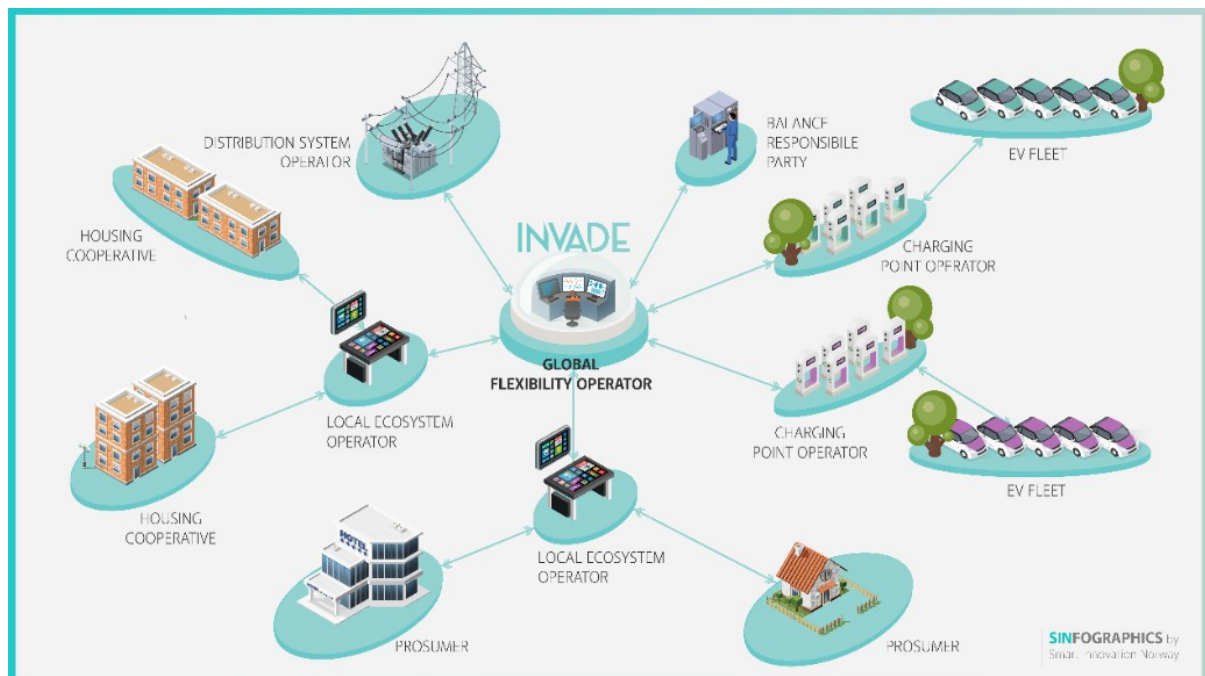 DISTRIBUTION SYSTEM
OPERATOR
BALANCE
RESPONSIBILE
PARTY
EV FLEET
HOUSING
COOPERATIVE
INVADE
CHARGING
POINT OPERATOR
GLOBAL
FLEXIBILITY OPERATOR
LOCAL ECOSYSTEM
OPERATOR
CHARGING
POINT OPERATOR
EV FLEET
HOUSING
COOPERATIVE
HOTEL
LOCAL ECOSYSTEM
OPERATOR
PROSUMER
PROSUMER
SINFOGRAPHICS by
Smart Innovation Norway